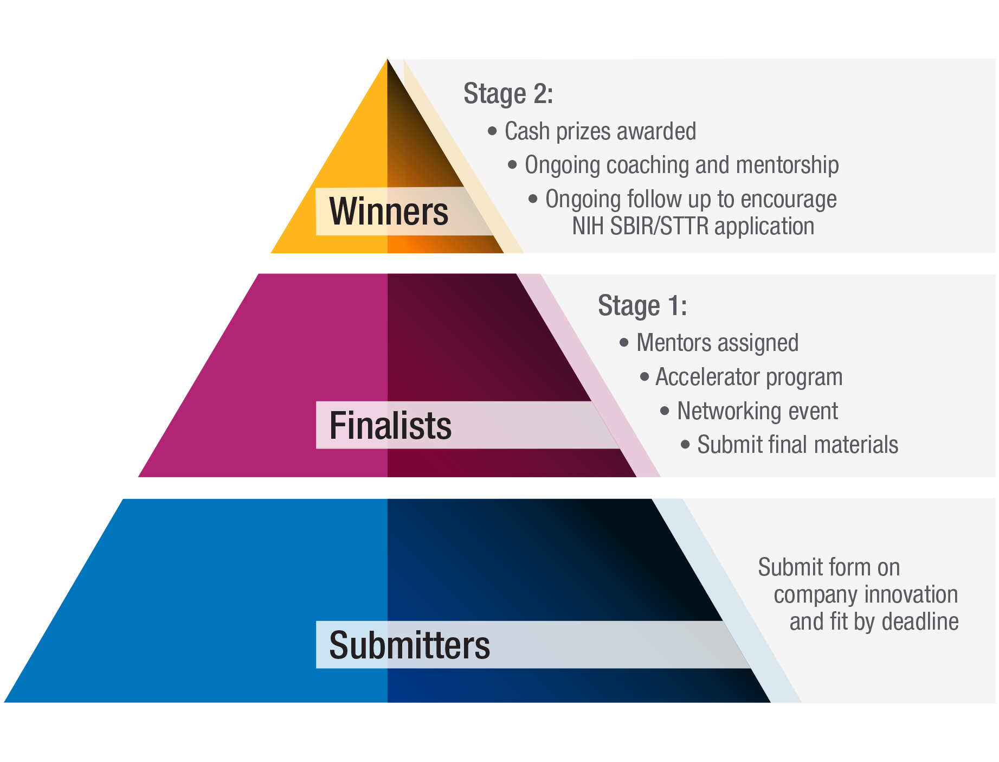 Stage 2:
• Cash prizes awarded
• Ongoing coaching and mentorship
• Ongoing follow up to encourage
NIH SBIR/STTR application
Winners
Stage 1:
• Mentors assigned
• Accelerator program
• Networking event
• Submit final materials
Finalists
Submit form on
company innovation
and fit by deadline
Submitters